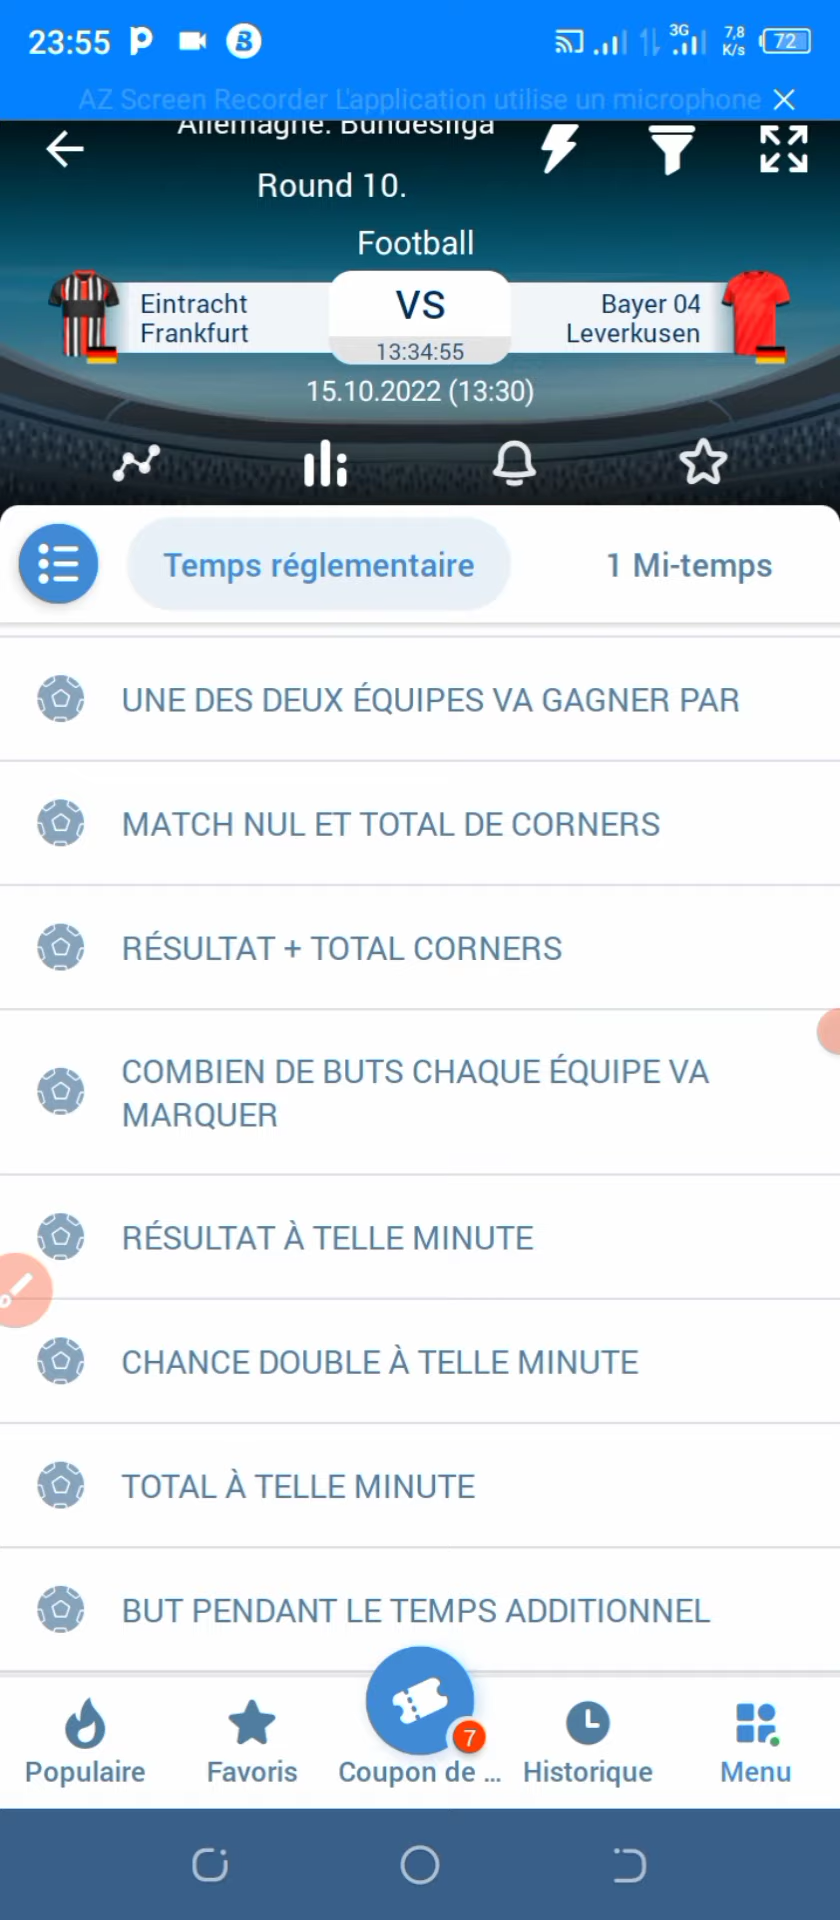 23:55
3G
7,8
K/s
72
AZ Screen Recorder L'application utilise un microphone
Allemagne. Bundesliga
Round 10.
Football
Eintracht
Frankfurt
VS
13:34:55
Bayer 04
Leverkusen
15.10.2022 (13:30)
Temps réglementaire
1 Mi-temps
UNE DES DEUX ÉQUIPES VA GAGNER PAR
MATCH NUL ET TOTAL DE CORNERS
RÉSULTAT + TOTAL CORNERS
COMBIEN DE BUTS CHAQUE ÉQUIPE VA
MARQUER
RÉSULTAT À TELLE MINUTE
CHANCE DOUBLE À TELLE MINUTE
TOTAL À TELLE MINUTE
BUT PENDANT LE TEMPS ADDITIONNEL
7
Populaire
Favoris
Coupon de ...
Historique
Menu